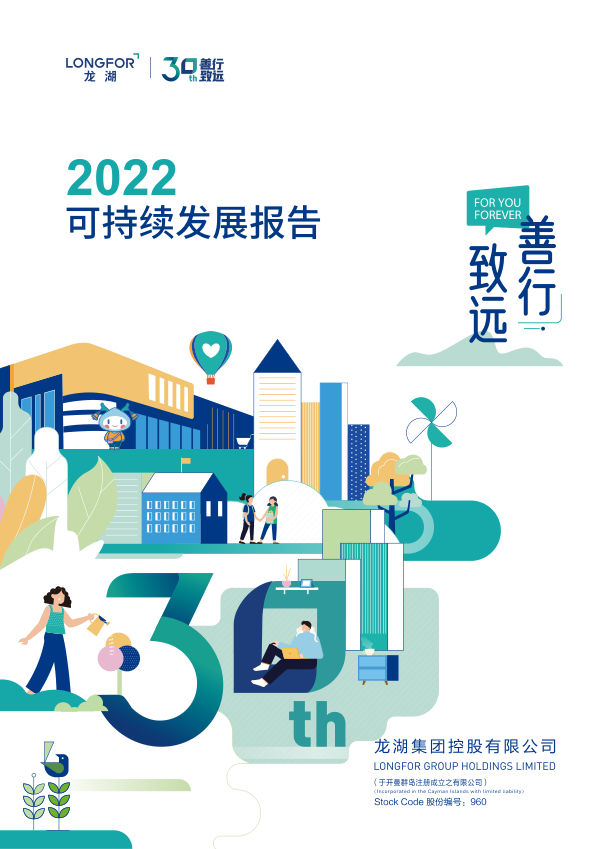 LONGFOR
龙湖
30th
善行
致远
2022
可持续发展报告
FOR YOU
FOREVER
善行
致远
30th
龙湖集团控股有限公司
LONGFOR GROUP HOLDINGS LIMITED
(于开曼群岛注册成立之有限公司)
(Incorporated in the Cayman Islands with limited liability)
Stock Code 股份编号：960